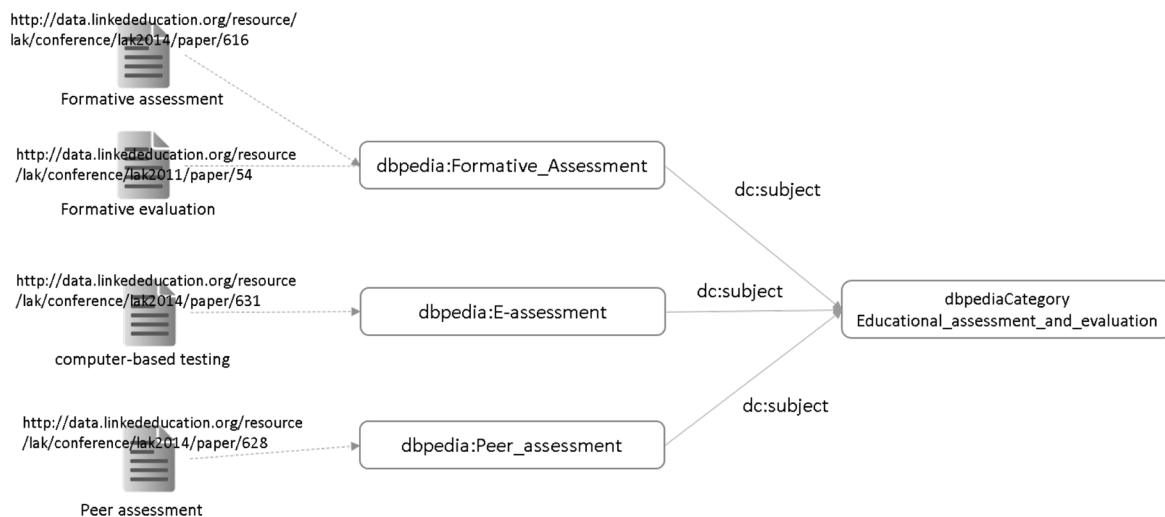 http://data.linkededucation.org/resource/
lak/conference/lak2014/paper/616
Formative assessment
http://data.linkededucation.org/resource
/lak/conference/lak2011/paper/54
Formative evaluation
dbpedia:Formative_Assessment
dc:subject
http://data.linkededucation.org/resource
/lak/conference/lak2014/paper/631
computer-based testing
dbpedia:E-assessment
dc:subject
dbpediaCategory
Educational_assessment_and_evaluation
http://data.linkededucation.org/resource
/lak/conference/lak2014/paper/628
Peer assessment
dbpedia:Peer_assessment
dc:subject